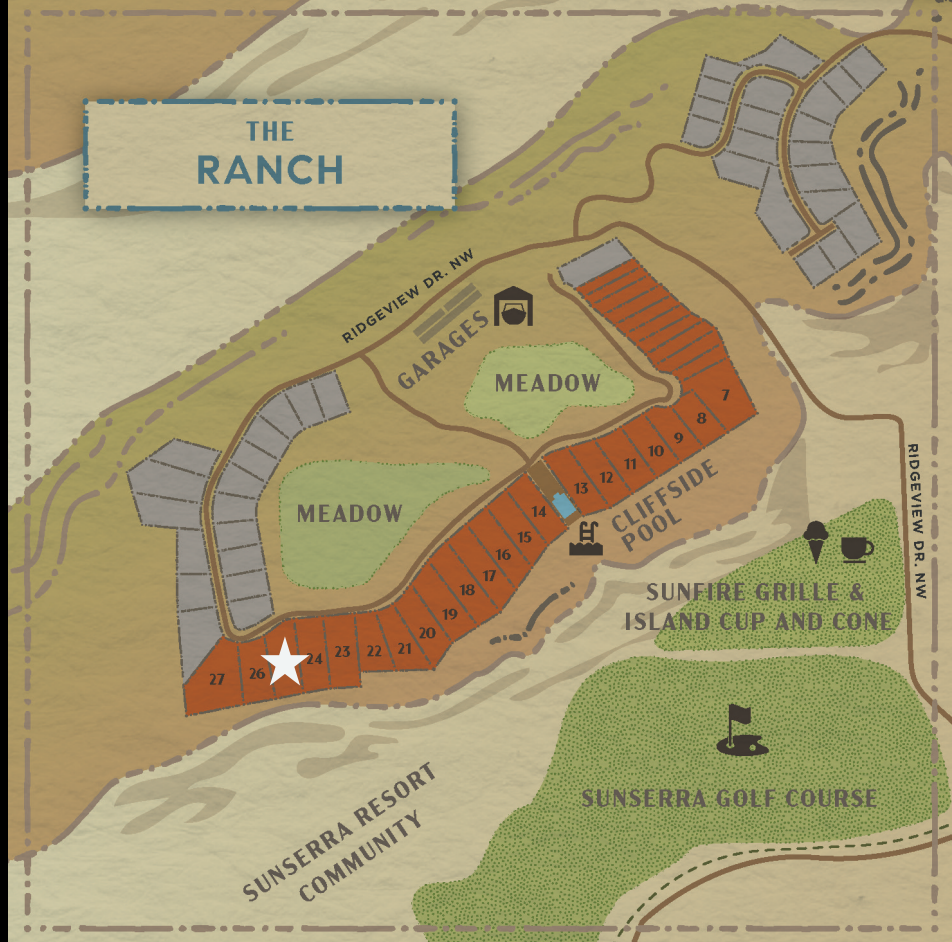 THE
RANCH
RIDGEVIEW DR. NW
GARAGES
MEADOW
7
8
9
10
11
12
13
CLIFFSIDE
POOL
RIDGEVIEW DR. NW
MEADOW
14
15
16
17
18
19
20
21
22
23
24
26
27
SUNFIRE GRILLE &
ISLAND CUP AND CONE
SUNSERRA GOLF COURSE
SUNSERRA RESORT
COMMUNITY